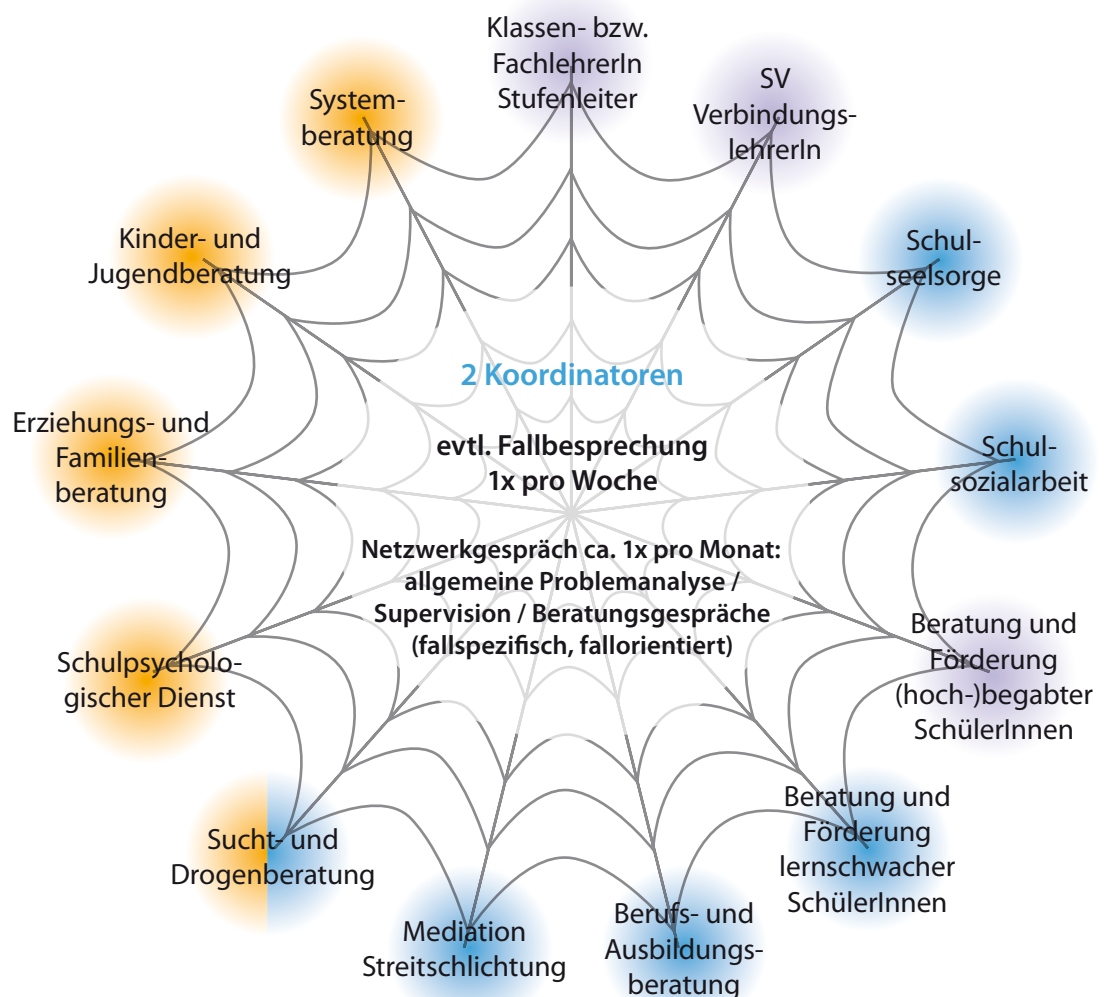 Klassen- bzw.
FachlehrerIn
Stufenleiter
SV
Verbindungs-
lehrerIn
Schul-
seelsorge
Schul-
sozialarbeit
Beratung und
Förderung
(hoch-)begabter
SchülerInnen
Beratung und
Förderung
lernschwacher
SchülerInnen
Berufs- und
Ausbildungs-
beratung
Mediation
Streitschlichtung
Sucht- und
Drogenberatung
Schulpsycholo-
gischer Dienst
Erziehungs- und
Familien-
beratung
Kinder- und
Jugendberatung
System-
beratung
2 Koordinatoren
evtl. Fallbesprechung
1x pro Woche
Netzwerkgespräch ca. 1x pro Monat:
allgemeine Problemanalyse /
Supervision / Beratungsgespräche
(fallspezifisch, fallorientiert)